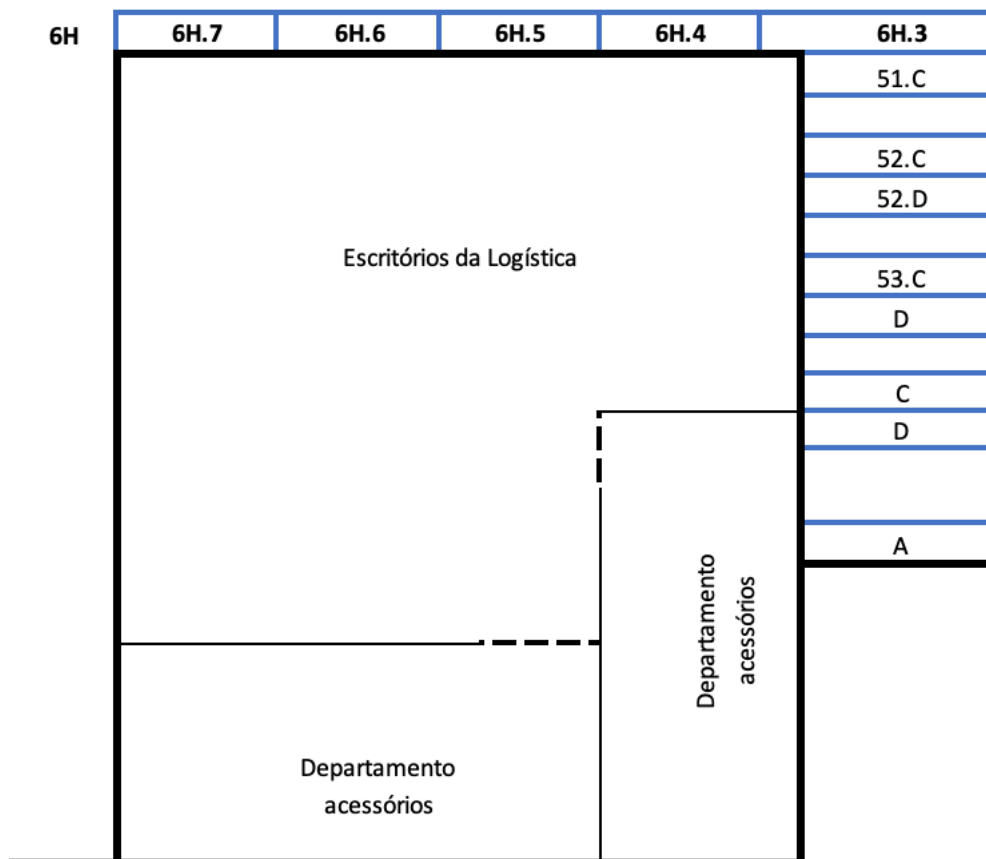 6H 6H.7 6H.6 6H.5 6H.4 6H.3
51.C
52.C
52.D
Escritórios da Logística
53.C
D
C
D
A
Departamento
acessórios
Departamento
acessórios